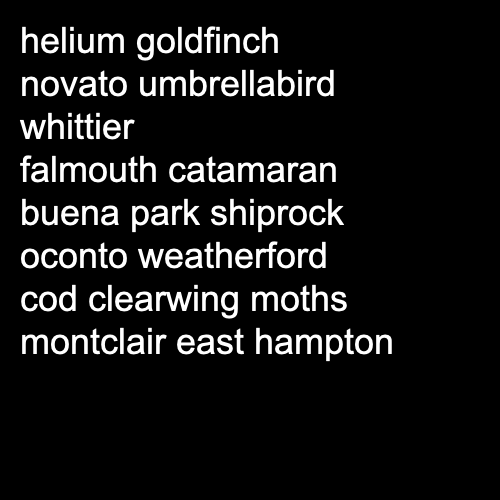 helium goldfinch
novato umbrellabird
whittier
falmouth catamaran
buena park shiprock
oconto weatherford
cod clearwing moths
montclair east hampton